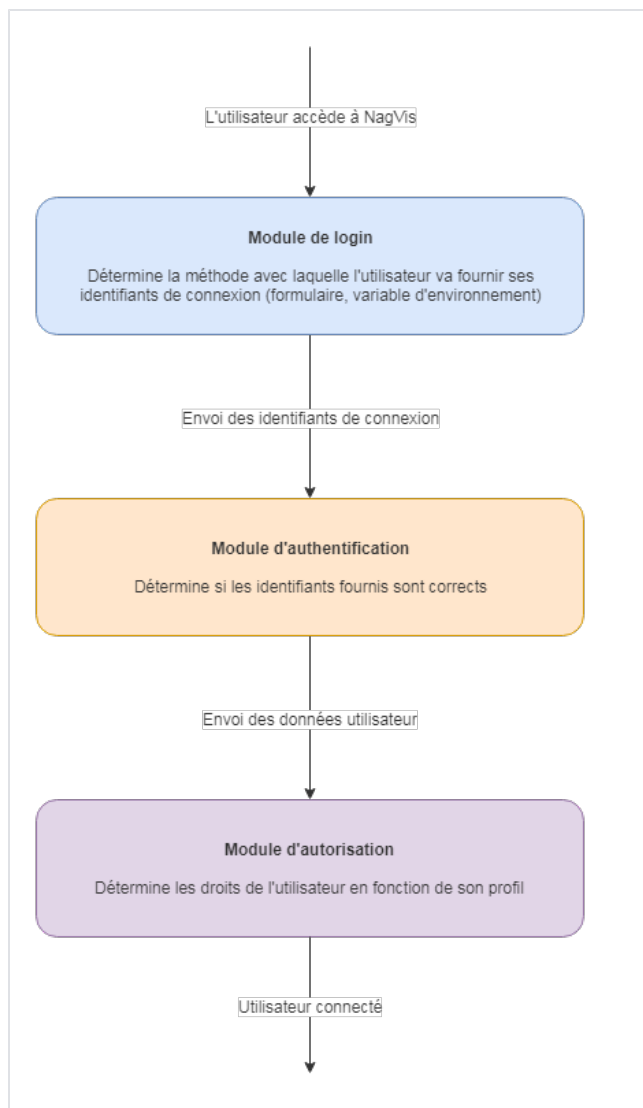 L'utilisateur accède à NagVis
Module de login
Détermine la méthode avec laquelle l'utilisateur va fournir ses
identifiants de connexion (formulaire, variable d'environnement)
Envoi des identifiants de connexion
Module d'authentification
Détermine si les identifiants fournis sont corrects
Envoi des données utilisateur
Module d'autorisation
Détermine les droits de l'utilisateur en fonction de son profil
Utilisateur connecté